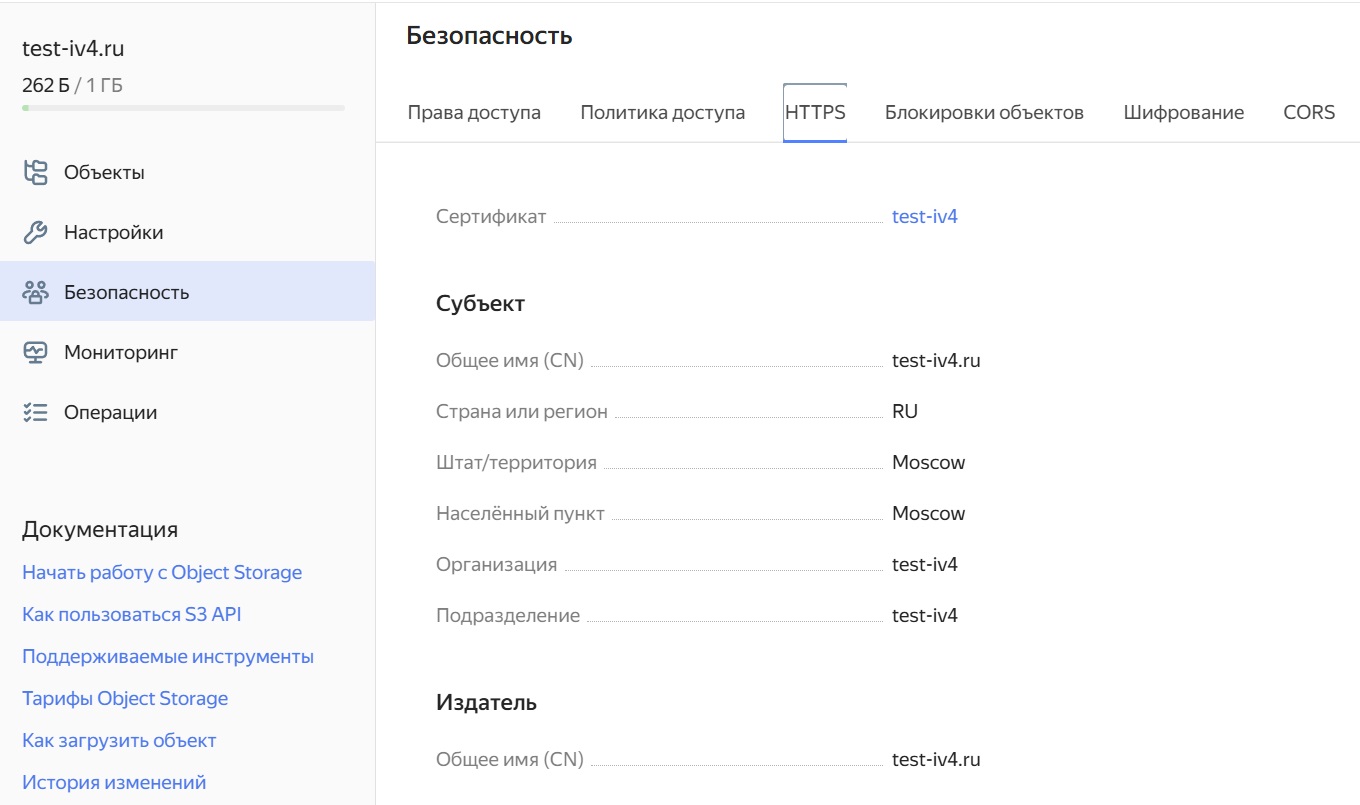 test-iv4.ru
262 Б / 1 ГБ
Объекты
Настройки
Безопасность
Мониторинг
Операции
Документация
Начать работу с Object Storage
Как пользоваться S3 API
Поддерживаемые инструменты
Тарифы Object Storage
Как загрузить объект
История изменений
Безопасность
Права доступа Политика доступа HTTPS Блокировки объектов Шифрование CORS
Сертификат test-iv4
Субъект
Общее имя (CN) test-iv4.ru
Страна или регион RU
Штат/территория Moscow
Населённый пункт Moscow
Организация test-iv4
Подразделение test-iv4
Издатель
Общее имя (CN) test-iv4.ru